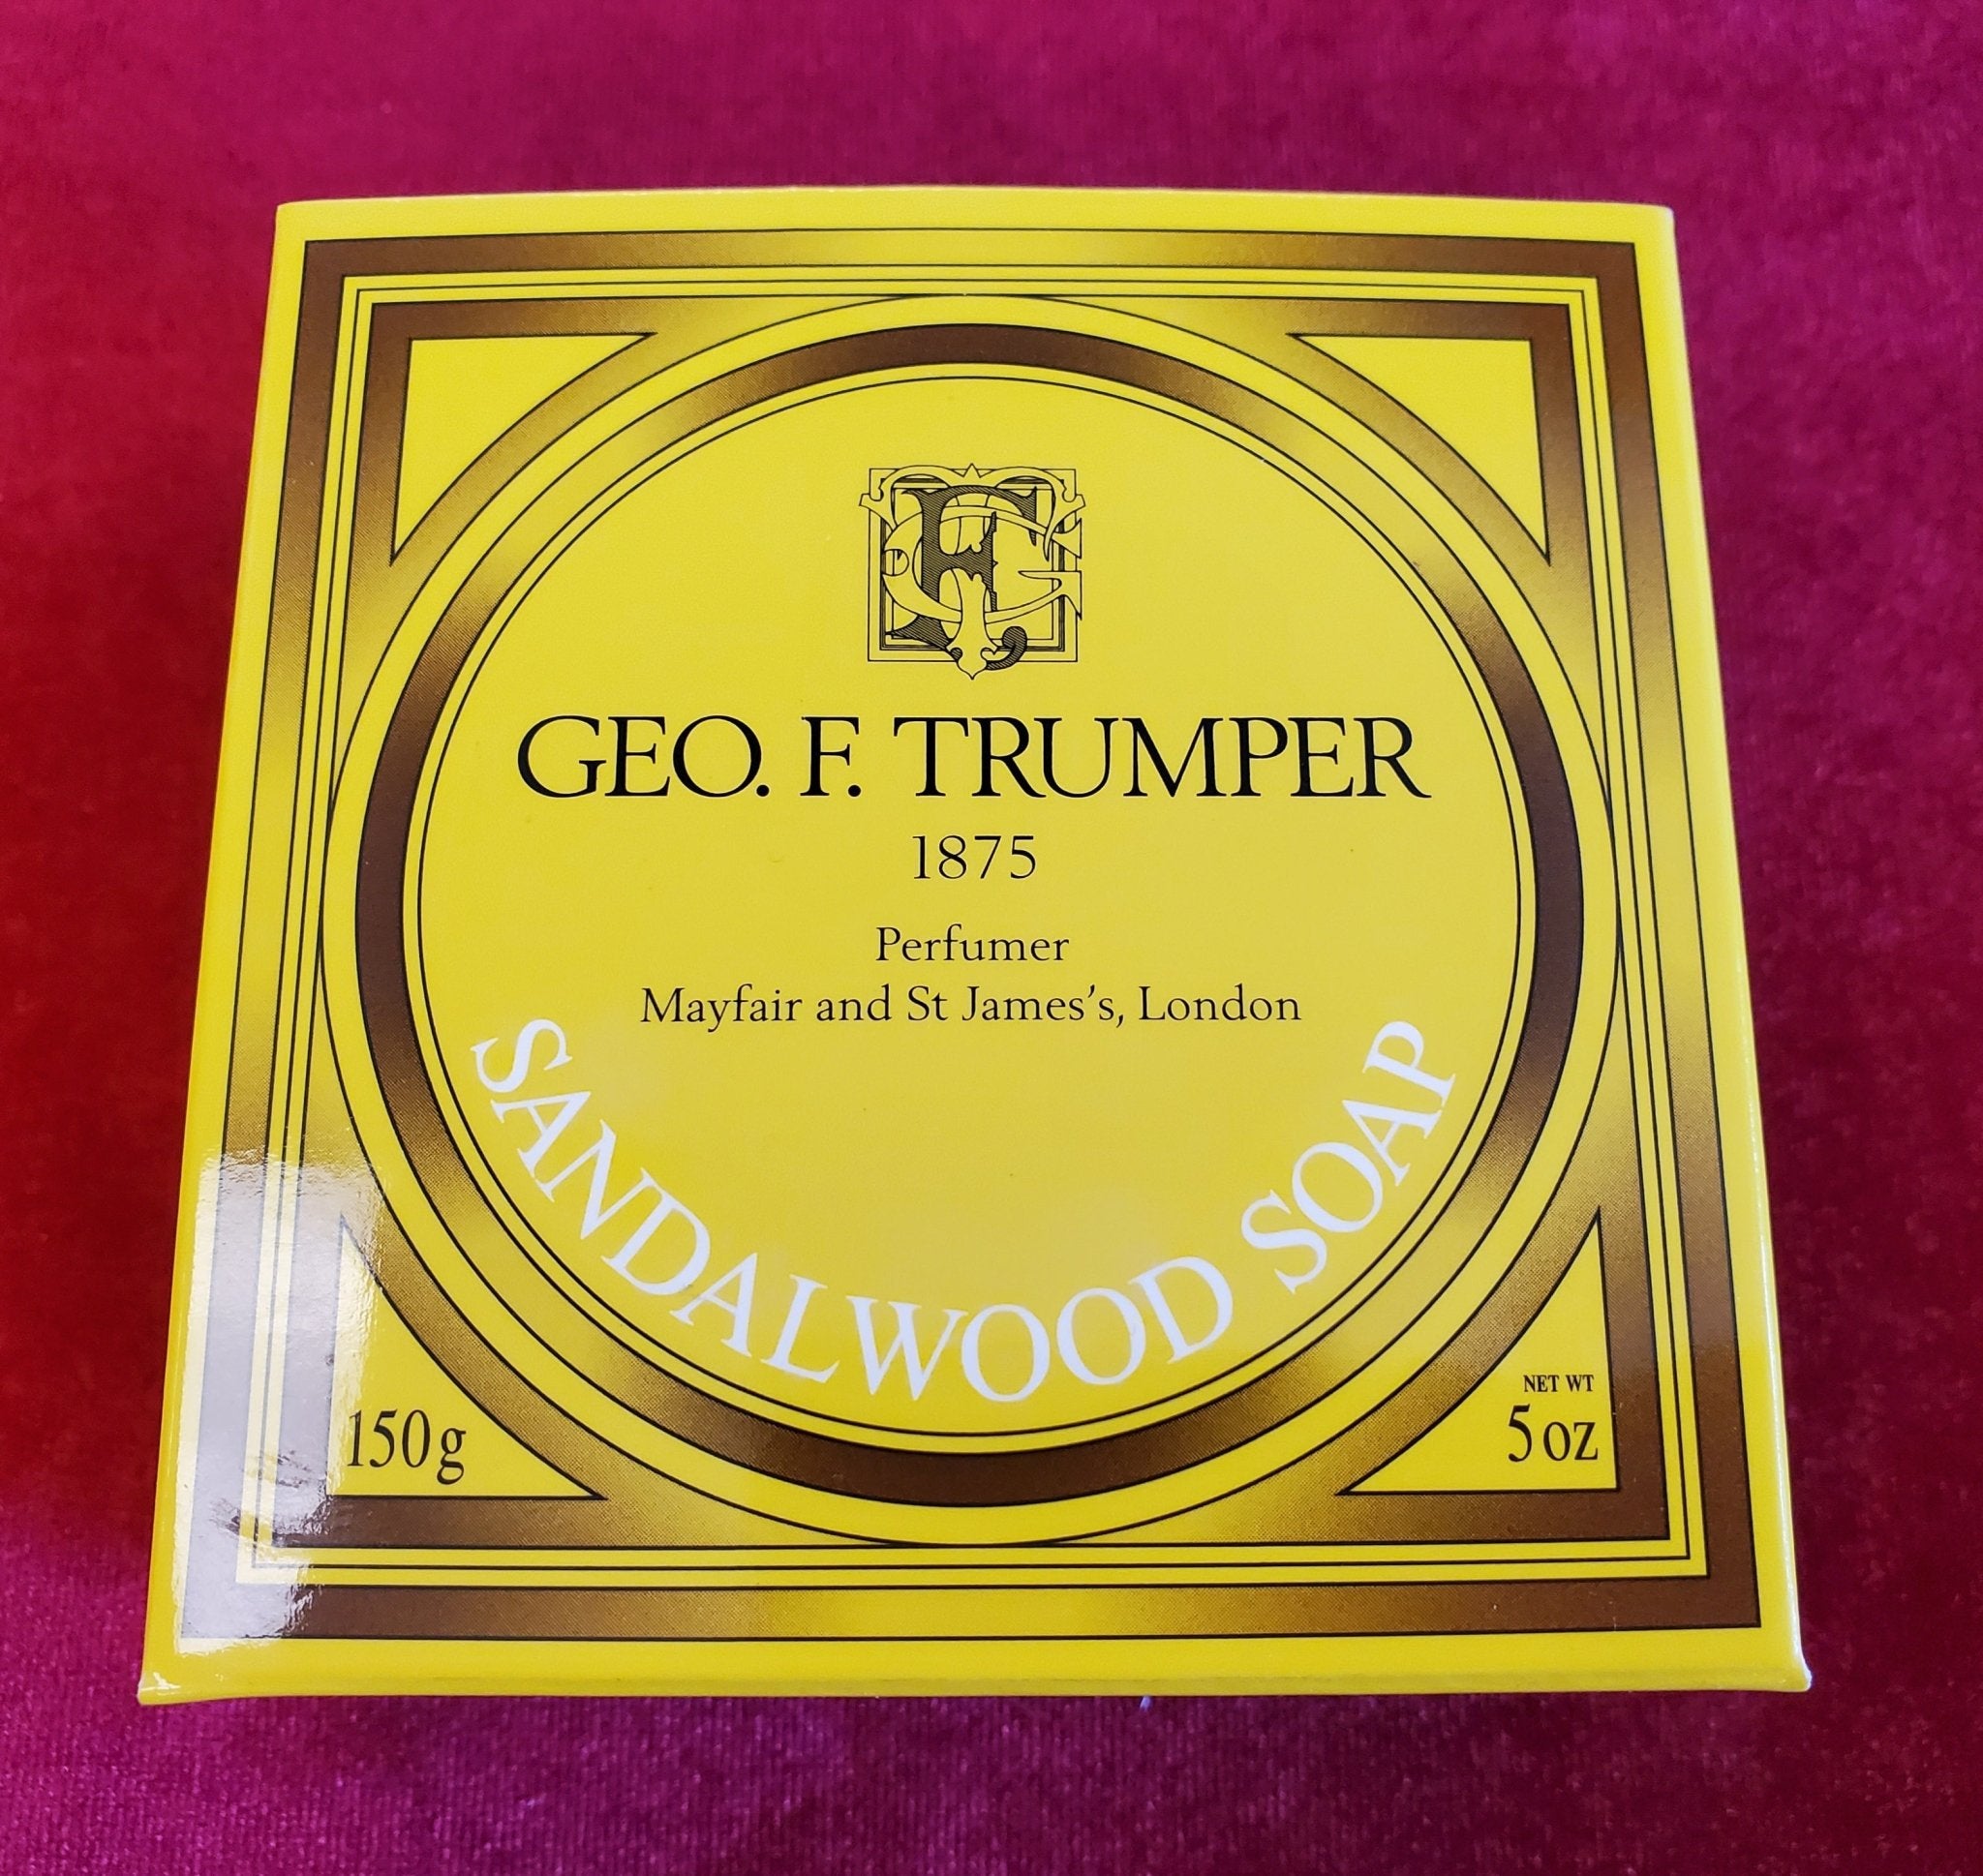 GEO. F. TRUMPER
1875
Perfumer
Mayfair and St James's, London
SANDALWOOD SOAP
150g
NET WT
5 oz